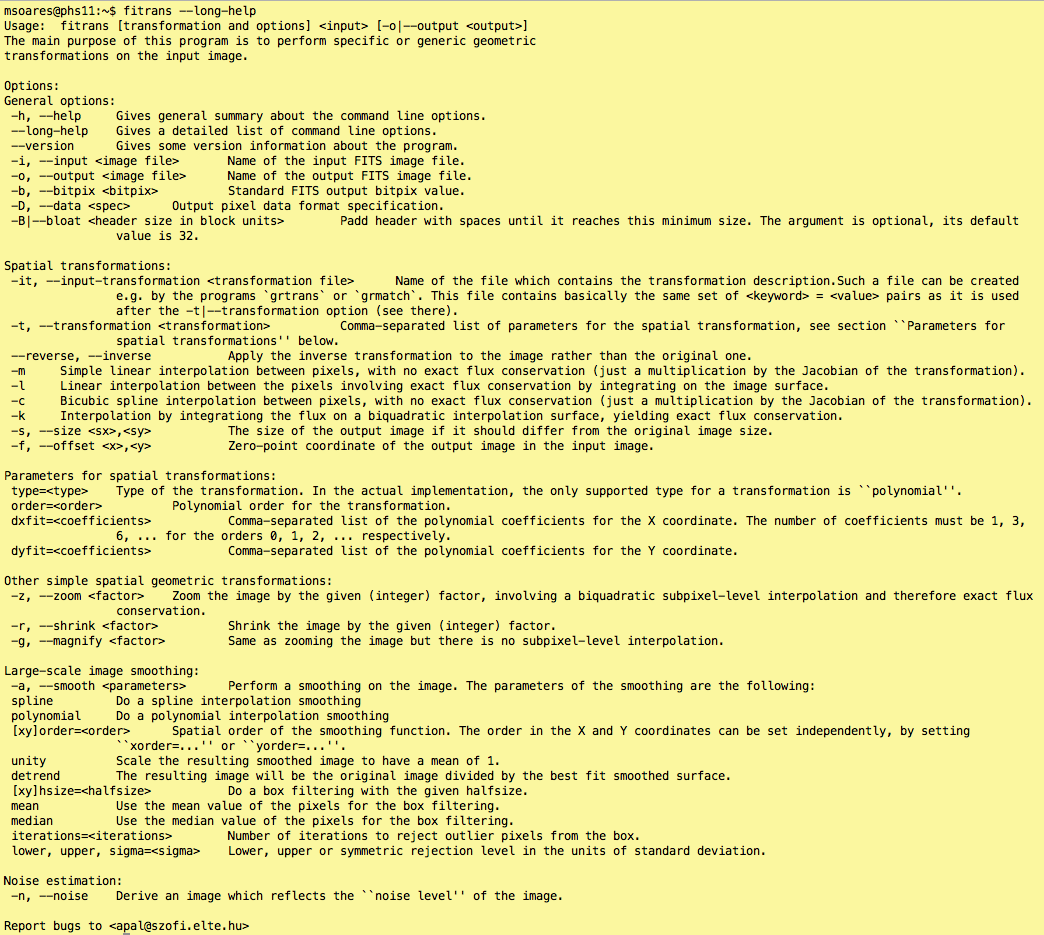 msoares@phs11:~$ fitrans --long-help
Usage:  fitrans [transformation and options] <input> [-o|--output <output>]
The main purpose of this program is to perform specific or generic geometric
transformations on the input image.

Options:
General options:
 -h, --help     Gives general summary about the command line options.
 --long-help    Gives a detailed list of command line options.
 --version      Gives some version information about the program.
 -i, --input <image file>       Name of the input FITS image file.
 -o, --output <image file>      Name of the output FITS image file.
 -b, --bitpix <bitpix>          Standard FITS output bitpix value.
 -D, --data <spec>      Output pixel data format specification.
 -B|--bloat <header size in block units>        Padd header with spaces until it reaches this minimum size. The argument is optional, its default
                value is 32.

Spatial transformations:
 -it, --input-transformation <transformation file>      Name of the file which contains the transformation description.Such a file can be created
                e.g. by the programs `grtrans` or `grmatch`. This file contains basically the same set of <keyword> = <value> pairs as it is used
                after the -t|--transformation option (see there).
 -t, --transformation <transformation>          Comma-separated list of parameters for the spatial transformation, see section ``Parameters for
                spatial transformations'' below.
 --reverse, --inverse           Apply the inverse transformation to the image rather than the original one.
 -m     Simple linear interpolation between pixels, with no exact flux conservation (just a multiplication by the Jacobian of the transformation).
 -l     Linear interpolation between the pixels involving exact flux conservation by integrating on the image surface.
 -c     Bicubic spline interpolation between pixels, with no exact flux conservation (just a multiplication by the Jacobian of the transformation).
 -k     Interpolation by integrationg the flux on a biquadratic interpolation surface, yielding exact flux conservation.
 -s, --size <sx>,<sy>           The size of the output image if it should differ from the original image size.
 -f, --offset <x>,<y>           Zero-point coordinate of the output image in the input image.

Parameters for spatial transformations:
 type=<type>    Type of the transformation. In the actual implementation, the only supported type for a transformation is ``polynomial''.
 order=<order>          Polynomial order for the transformation.
 dxfit=<coefficients>           Comma-separated list of the polynomial coefficients for the X coordinate. The number of coefficients must be 1, 3,
                6, ... for the orders 0, 1, 2, ... respectively.
 dyfit=<coefficients>           Comma-separated list of the polynomial coefficients for the Y coordinate.

Other simple spatial geometric transformations:
 -z, --zoom <factor>    Zoom the image by the given (integer) factor, involving a biquadratic subpixel-level interpolation and therefore exact flux
                conservation.
 -r, --shrink <factor>          Shrink the image by the given (integer) factor.
 -g, --magnify <factor>         Same as zooming the image but there is no subpixel-level interpolation.

Large-scale image smoothing:
 -a, --smooth <parameters>      Perform a smoothing on the image. The parameters of the smoothing are the following:
 spline         Do a spline interpolation smoothing
 polynomial     Do a polynomial interpolation smoothing
 [xy]order=<order>      Spatial order of the smoothing function. The order in the X and Y coordinates can be set independently, by setting
                ``xorder=...'' or ``yorder=...''.
 unity          Scale the resulting smoothed image to have a mean of 1.
 detrend        The resulting image will be the original image divided by the best fit smoothed surface.
 [xy]hsize=<halfsize>           Do a box filtering with the given halfsize.
 mean           Use the mean value of the pixels for the box filtering.
 median         Use the median value of the pixels for the box filtering.
 iterations=<iterations>        Number of iterations to reject outlier pixels from the box.
 lower, upper, sigma=<sigma>    Lower, upper or symmetric rejection level in the units of standard deviation.

Noise estimation:
 -n, --noise    Derive an image which reflects the ``noise level'' of the image.

Report bugs to <apal@szofi.elte.hu>